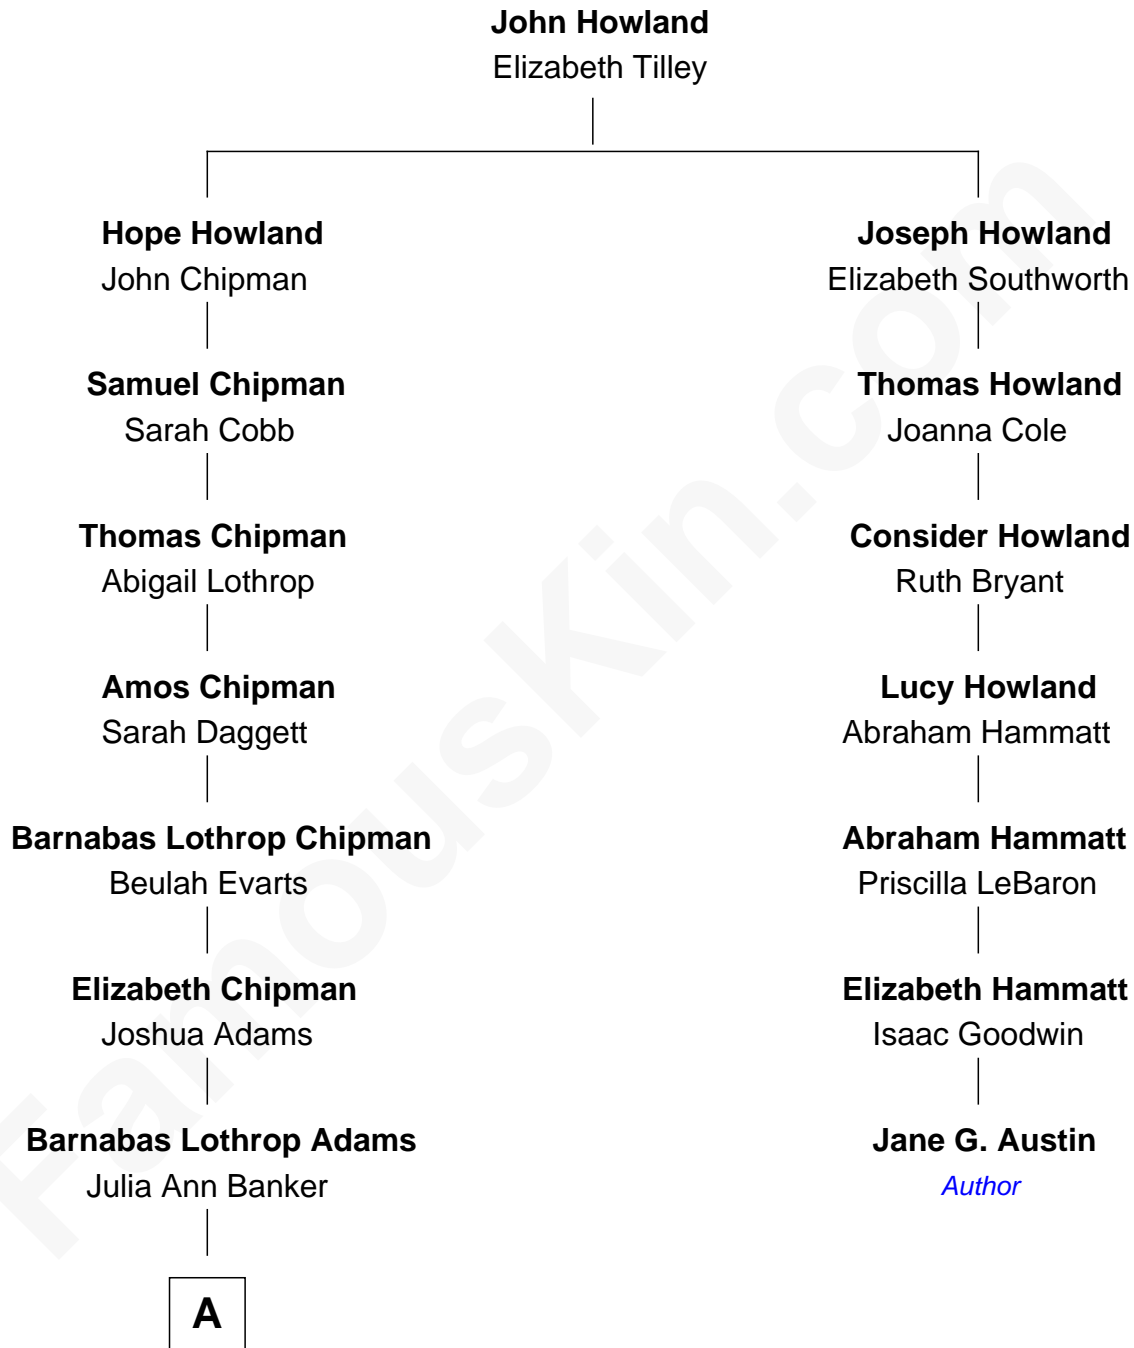 John Howland
Elizabeth Tilley
Hope Howland
John Chipman
Joseph Howland
Elizabeth Southworth
Samuel Chipman
Sarah Cobb
Thomas Howland
Joanna Cole
Thomas Chipman
Abigail Lothrop
Consider Howland
Ruth Bryant
Amos Chipman
Sarah Daggett
Lucy Howland
Abraham Hammatt
Barnabas Lothrop Chipman
Beulah Evarts
Abraham Hammatt
Priscilla LeBaron
Elizabeth Chipman
Joshua Adams
Elizabeth Hammatt
Isaac Goodwin
Barnabas Lothrop Adams
Julia Ann Banker
Jane G. Austin
Author
A
FamousKin.com